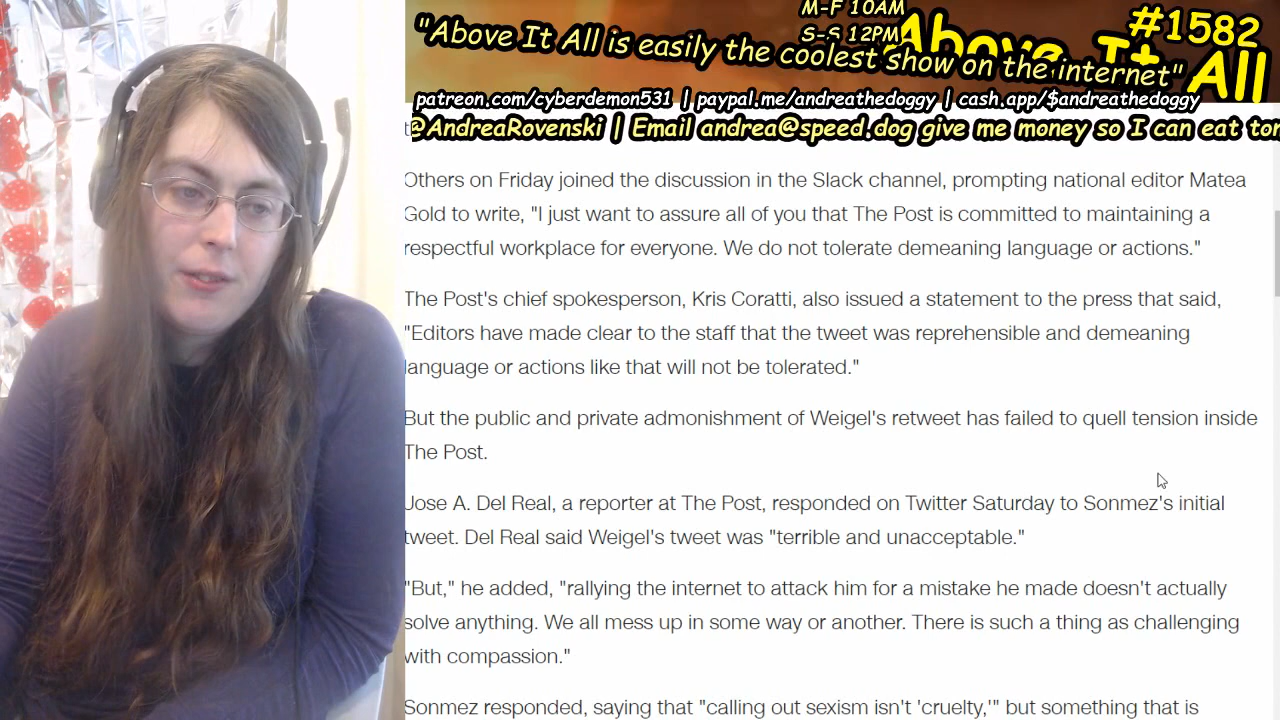 M-F 10AM
S-S 12PM
Above It All
#1582
"Above It All is easily the coolest show on the internet"
patreon.com/cyberdemon531 | paypal.me/andreathedoggy | cash.app/$andreathedoggy
@AndreaRovenski | Email andrea@speed.dog give me money so I can eat
Others on Friday joined the discussion in the Slack channel, prompting national editor Matea
Gold to write, "I just want to assure all of you that The Post is committed to maintaining a
respectful workplace for everyone. We do not tolerate demeaning language or actions."
The Post's chief spokesperson, Kris Coratti, also issued a statement to the press that said,
"Editors have made clear to the staff that the tweet was reprehensible and demeaning
language or actions like that will not be tolerated."
But the public and private admonishment of Weigel's retweet has failed to quell tension inside
The Post.
Jose A. Del Real, a reporter at The Post, responded on Twitter Saturday to Sonmez's initial
tweet. Del Real said Weigel's tweet was "terrible and unacceptable."
"But," he added, "rallying the internet to attack him for a mistake he made doesn't actually
solve anything. We all mess up in some way or another. There is such a thing as challenging
with compassion."
Sonmez responded, saying that "calling out sexism isn't 'cruelty,'" but something that is